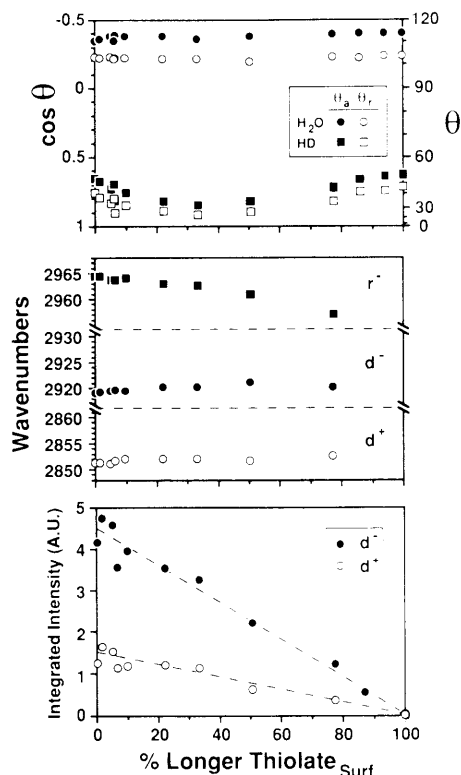 -0.5
120
90
cos θ
0
θ
θa θr
H2O
HD
60
0.5
30
1
0
2965
r-
2960
Wavenumbers
2930
2925
d-
2920
2855
d+
2850
5
Integrated Intensity (A.U.)
d-
4
d+
3
2
1
0
0 20 40 60 80 100
% Longer Thiolate Surf